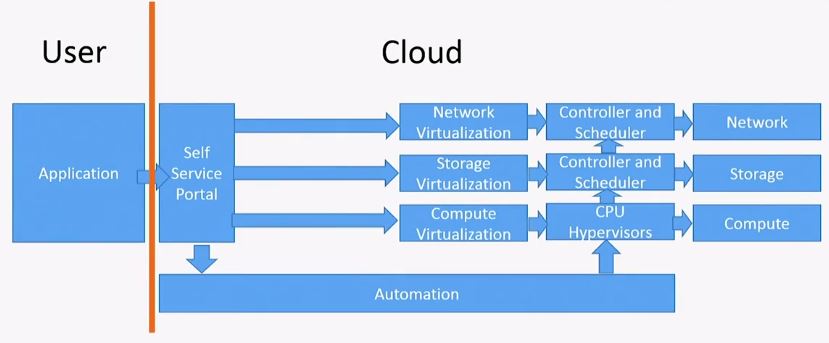 User
Cloud
Application
Self
Service
Portal
Network
Virtualization
Controller and
Scheduler
Network
Storage
Virtualization
Controller and
Scheduler
Storage
Compute
Virtualization
CPU
Hypervisors
Compute
Automation